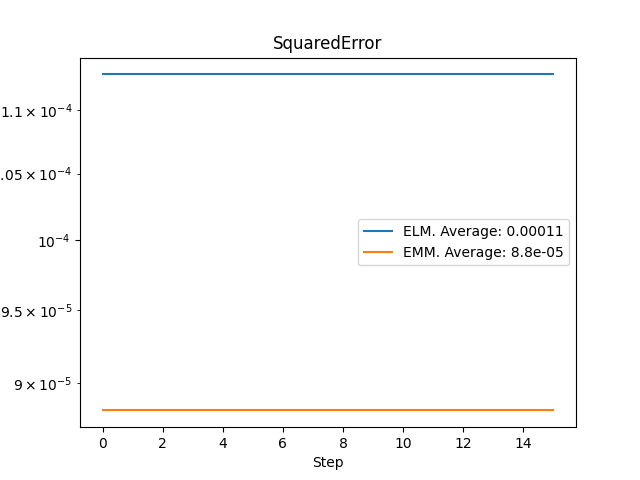 SquaredError
1.1 × 10⁻⁴
.05 × 10⁻⁴
10⁻⁴
9.5 × 10⁻⁵
9 × 10⁻⁵
ELM. Average: 0.00011
EMM. Average: 8.8e-05
0 2 4 6 8 10 12 14
Step